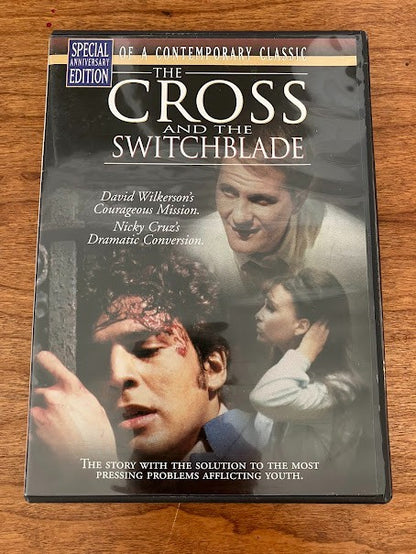 SPECIAL
ANNIVERSARY
EDITION
OF A CONTEMPORARY CLASSIC
THE
CROSS
AND THE
SWITCHBLADE
David Wilkerson's
Courageous Mission.
Nicky Cruz's
Dramatic Conversion.
THE STORY WITH THE SOLUTION TO THE MOST
PRESSING PROBLEMS AFFLICTING YOUTH.